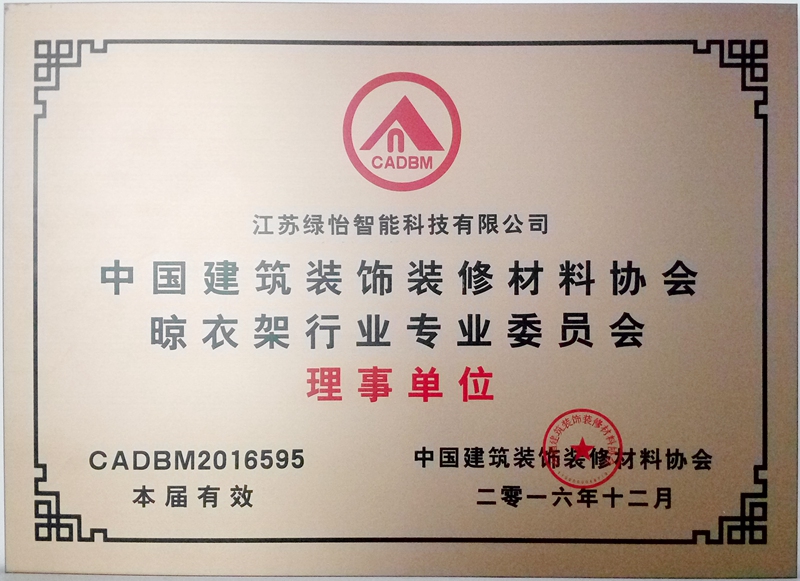 CADBM
江苏绿怡智能科技有限公司
中国建筑装饰装修材料协会
晾衣架行业专业委员会
理事单位
CADBM2016595
本届有效
中国建筑装饰装修材料协会
二零一六年十二月